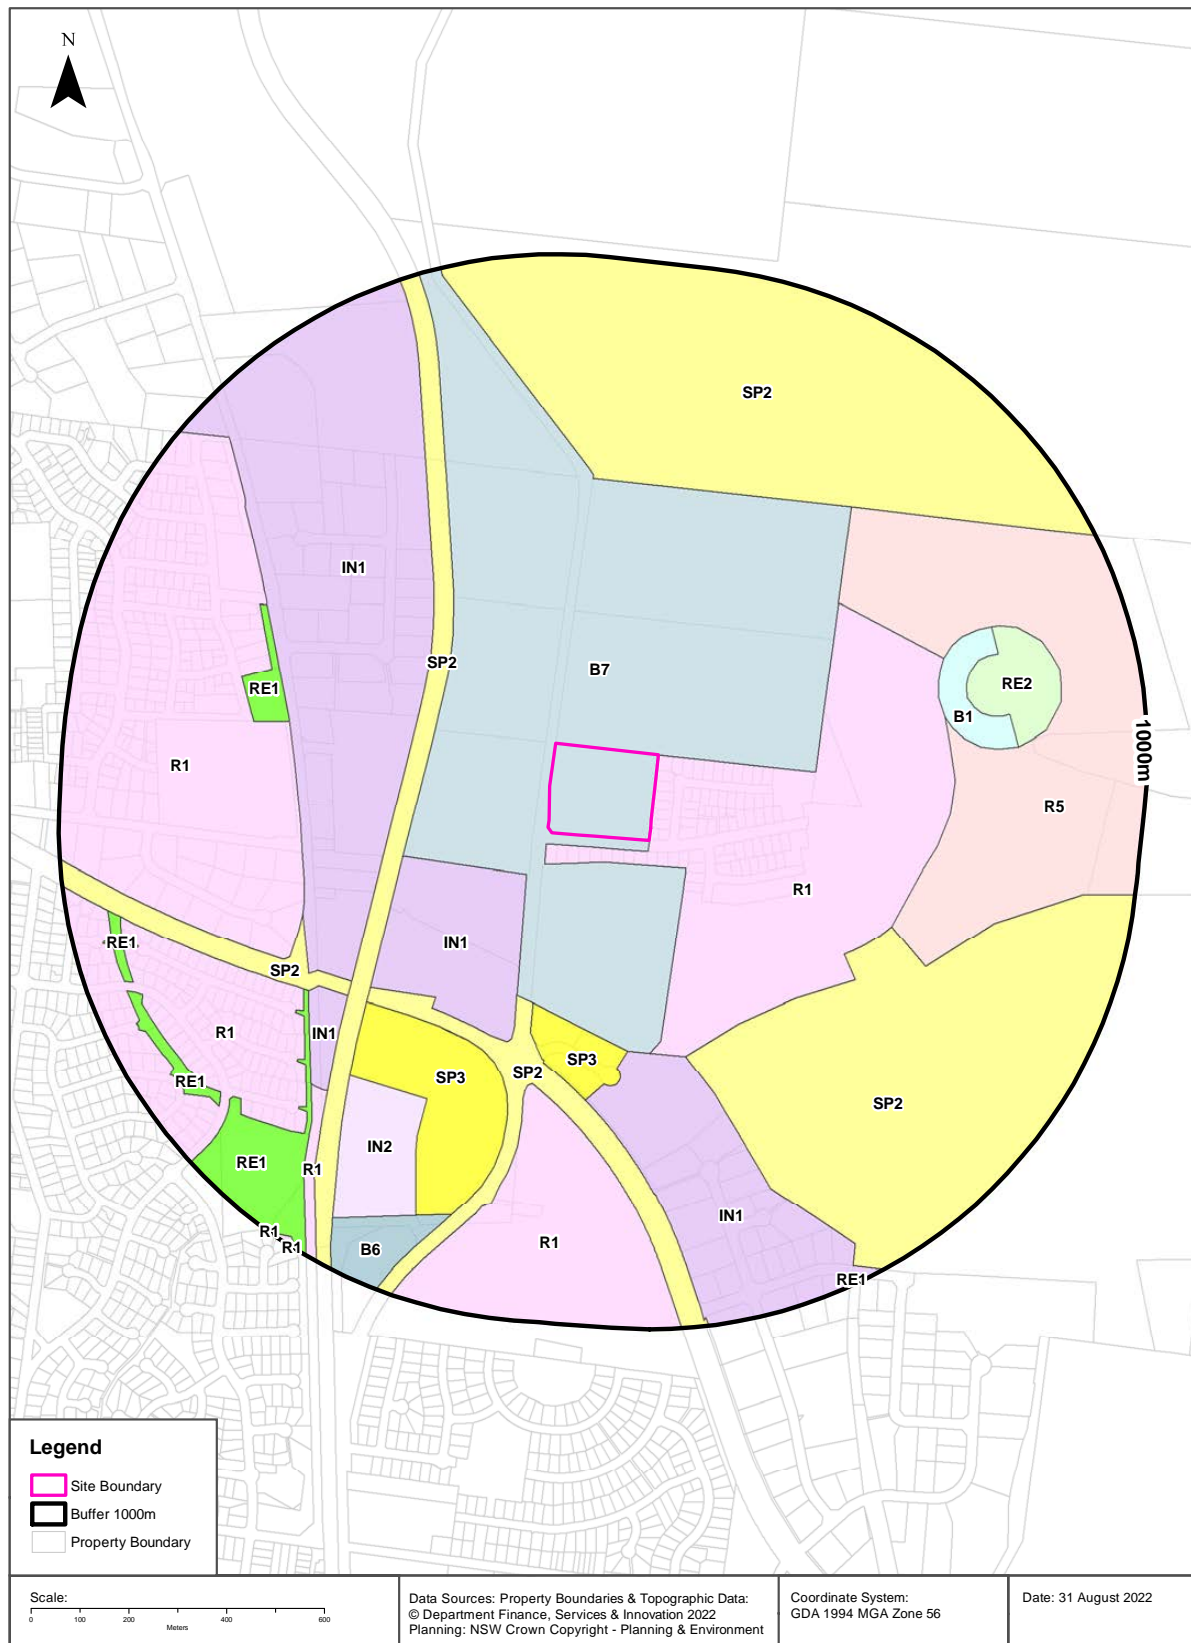 N
SP2
IN1
SP2
B7
RE1
RE2
B1
1000m
R1
R5
R1
RE1
IN1
SP2
R1
IN1
SP3
SP2
SP3
RE1
SP2
IN2
RE1
R1
IN1
R1
R1
R1
B6
RE1
Legend
Site Boundary
Buffer 1000m
Property Boundary
Scale:
0 100 200 400 600
Meters
Data Sources: Property Boundaries & Topographic Data:
© Department Finance, Services & Innovation 2022
Planning: NSW Crown Copyright - Planning & Environment
Coordinate System:
GDA 1994 MGA Zone 56
Date: 31 August 2022